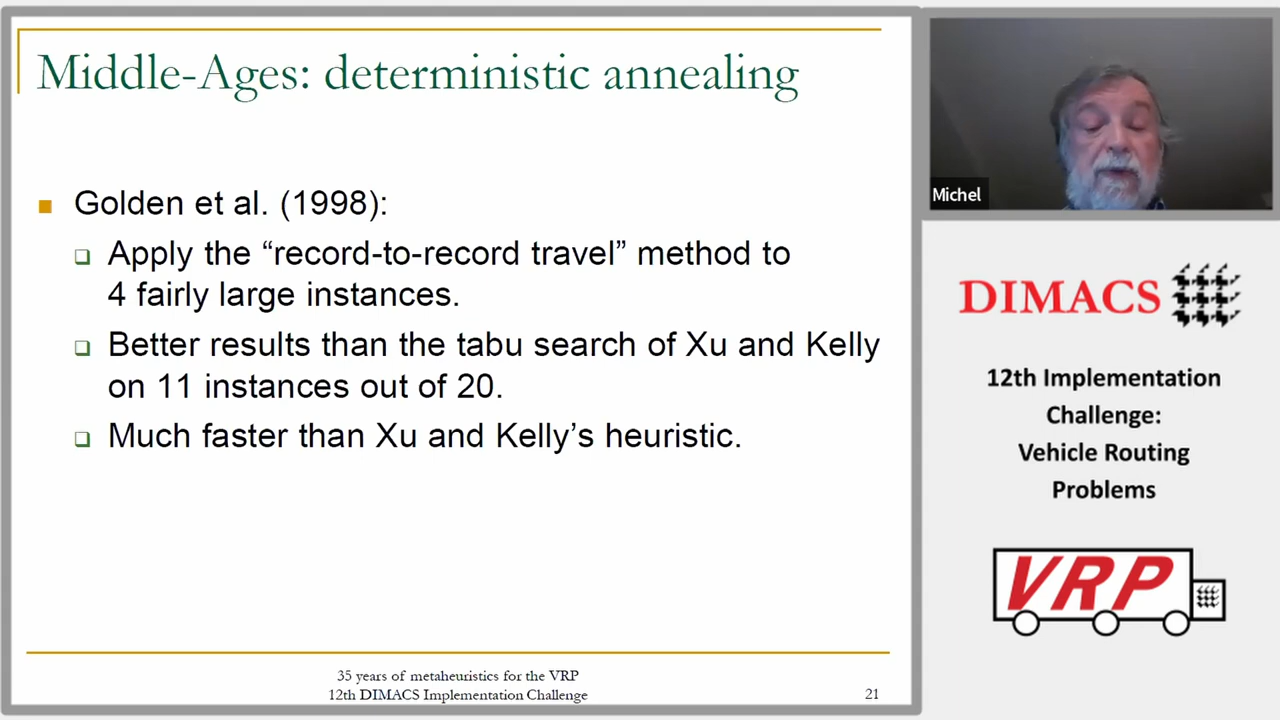 Middle-Ages: deterministic annealing
Golden et al. (1998):
Apply the “record-to-record travel” method to
4 fairly large instances.
Better results than the tabu search of Xu and Kelly
on 11 instances out of 20.
Much faster than Xu and Kelly’s heuristic.
35 years of metaheuristics for the VRP
12th DIMACS Implementation Challenge
21
Michel
DIMACS
12th Implementation
Challenge:
Vehicle Routing
Problems
VRP